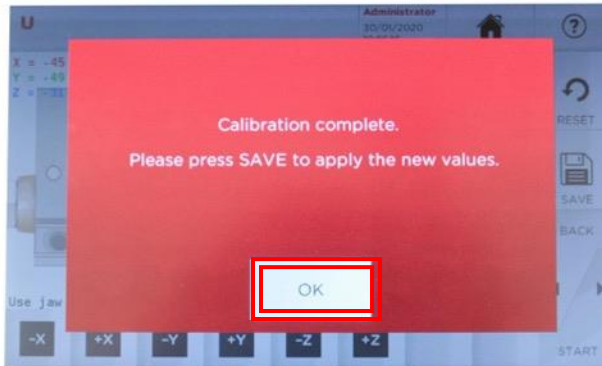 U
Administrator
30/01/2020
X = -45
Y = -49
Z =
RESET
Calibration complete.
Please press SAVE to apply the new values.
SAVE
BACK
OK
Use jaw
-X
+X
-Y
+Y
-Z
+Z
START
?